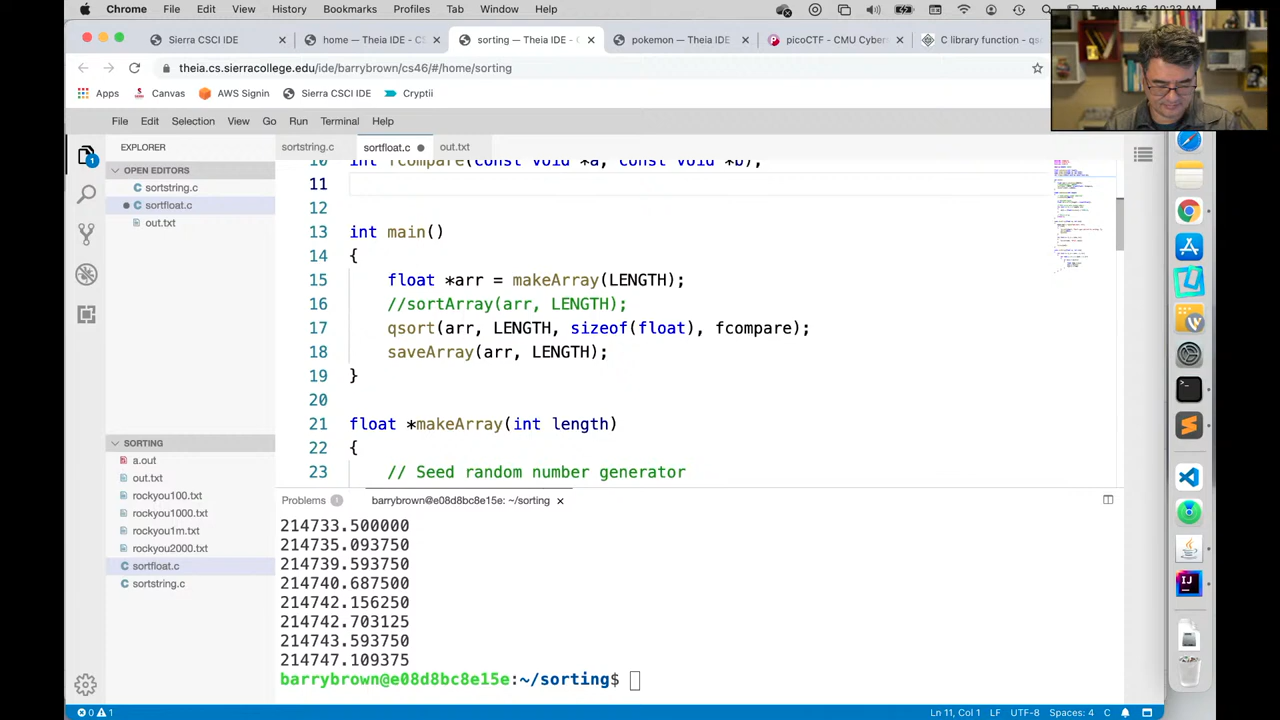 Chrome File Edit View History Bookmarks Profiles Tab Window Help Tue Nov 16 10:23 AM
Sierra CSCI IDE
home — Theia IDE - C
sorting — Theia IDE - C
pokemon — Theia IDE
picoCTF - CMU Cybers
C library function - qs
theia.cs.sierracollege.edu/ide/barrybrown/cs46/#/home/sorting
Apps Canvas AWS Signin Sierra CSCI IDE Cryptii
File Edit Selection View Go Run Terminal Help
EXPLORER
OPEN EDITORS
sortstring.c
sortfloat.c
out.txt
SORTING
a.out
out.txt
rockyou100.txt
rockyou1000.txt
rockyou1m.txt
rockyou2000.txt
sortfloat.c
sortstring.c
sortstring.c sortfloat.c out.txt
10 int fcompare(const void *a, const void *b);
11
12
13 int main()
14 {
15 float *arr = makeArray(LENGTH);
16 //sortArray(arr, LENGTH);
17 qsort(arr, LENGTH, sizeof(float), fcompare);
18 saveArray(arr, LENGTH);
19 }
20
21 float *makeArray(int length)
22 {
23 // Seed random number generator
Problems 1 barrybrown@e08d8bc8e15e: ~/sorting
214733.500000
214735.093750
214739.593750
214740.687500
214742.156250
214742.703125
214743.593750
214747.109375
barrybrown@e08d8bc8e15e:~/sorting$
0 1 Ln 11, Col 1 LF UTF-8 Spaces: 4 C